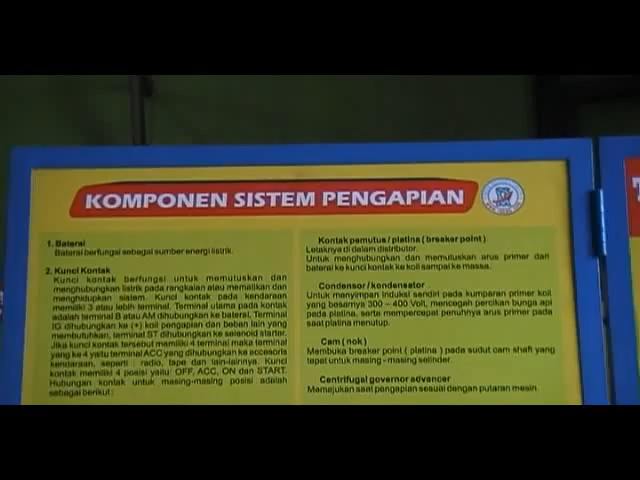 KOMPONEN SISTEM PENGAPIAN
1. Baterai
Baterai berfungsi sebagai sumber energi listrik.
2. Kunci Kontak
Kunci kontak berfungsi untuk memutuskan dan
menghubungkan listrik pada rangkaian atau mematikan dan
menghidupkan sistem. Kunci kontak pada kendaraan
memiliki 3 atau lebih terminal. Terminal utama pada kontak
adalah terminal B atau AM dihubungkan ke baterai, Terminal
IG dihubungkan ke (+) koil pengapian dan beban lain yang
membutuhkan, terminal ST dihubungkan ke selenoid starter.
Jika kunci kontak tersebut memiliki 4 terminal maka terminal
yang ke 4 yaitu terminal ACC yang dihubungkan ke accesoris
kendaraan, seperti : radio, tape dan lain-lainya. Kunci
kontak memiliki 4 posisi yaitu: OFF, ACC, ON dan START.
Hubungan kontak untuk masing-masing posisi adalah
sebagai berikut :
Kontak pemutus / platina ( breaker point )
Letaknya di dalam distributor.
Untuk menghubungkan dan memutuskan arus primer dari
baterai ke kunci kontak ke koil sampai ke massa.
Condensor / kondensator
Untuk menyimpan induksi sendiri pada kumparan primer koil
yang besarnya 300 – 400 Volt, mencegah percikan bunga api
pada platina, serta mempercepat penuhnya arus primer pada
saat platina menutup.
Cam ( nok )
Membuka breaker point ( platina ) pada sudut cam shaft yang
tepat untuk masing - masing selinder.
Centrifugal governor advancer
Memajukan saat pengapian sesuai dengan putaran mesin.